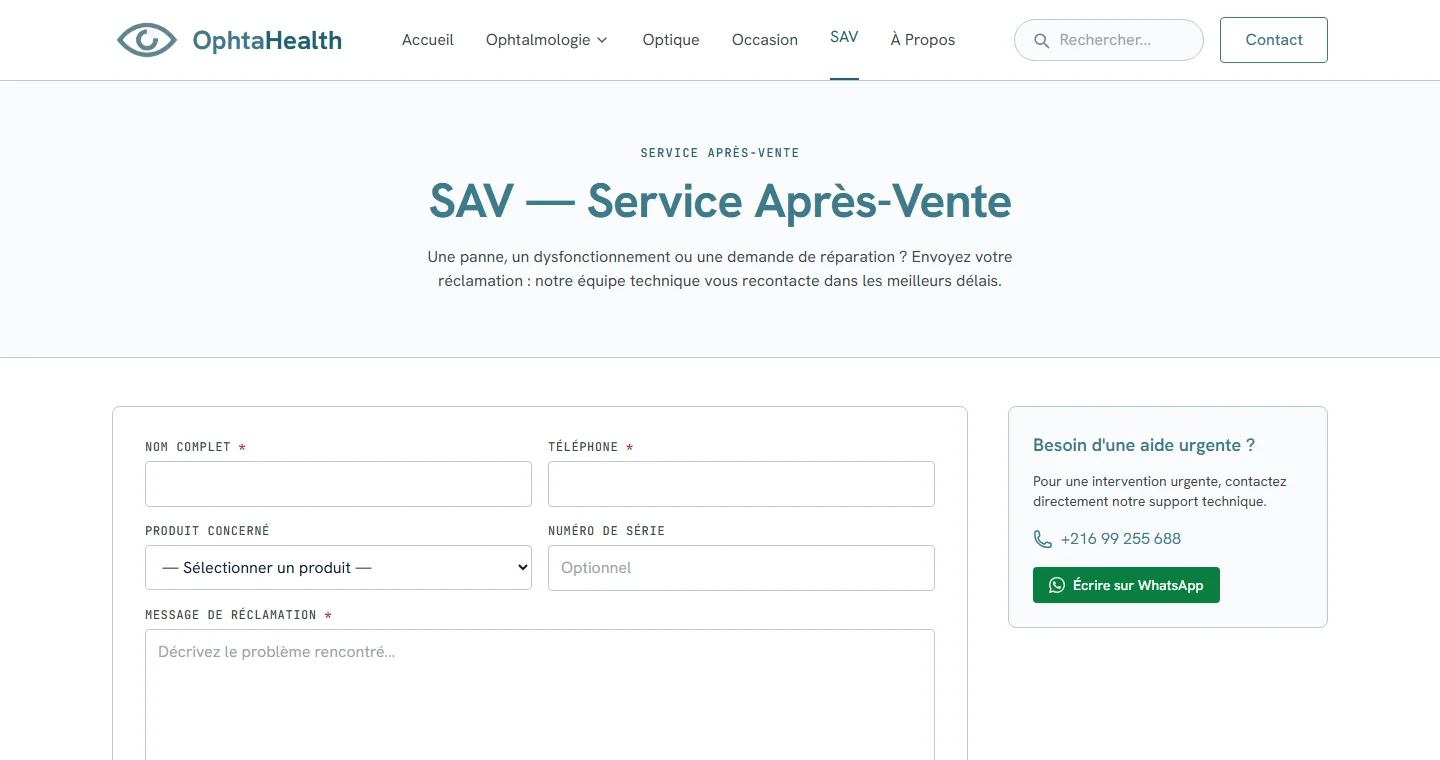 OphtaHealth
Accueil
Ophtalmologie
Optique
Occasion
SAV
À Propos
Rechercher...
Contact
SERVICE APRÈS-VENTE
SAV — Service Après-Vente
Une panne, un dysfonctionnement ou une demande de réparation ? Envoyez votre
réclamation : notre équipe technique vous recontacte dans les meilleurs délais.
NOM COMPLET *
TÉLÉPHONE *
PRODUIT CONCERNÉ
NUMÉRO DE SÉRIE
— Sélectionner un produit —
Optionnel
MESSAGE DE RÉCLAMATION *
Décrivez le problème rencontré...
Besoin d'une aide urgente ?
Pour une intervention urgente, contactez
directement notre support technique.
+216 99 255 688
Écrire sur WhatsApp